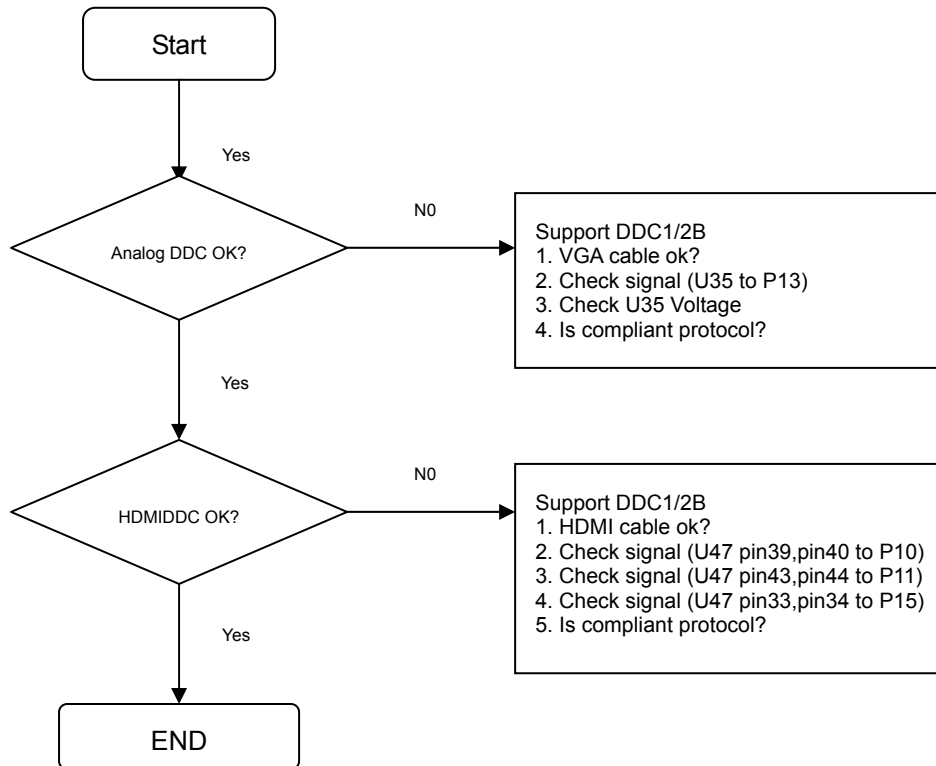 Start
Yes
Analog DDC OK?
N0
Support DDC1/2B
1. VGA cable ok?
2. Check signal (U35 to P13)
3. Check U35 Voltage
4. Is compliant protocol?
Yes
HDMIDDC OK?
N0
Support DDC1/2B
1. HDMI cable ok?
2. Check signal (U47 pin39,pin40 to P10)
3. Check signal (U47 pin43,pin44 to P11)
4. Check signal (U47 pin33,pin34 to P15)
5. Is compliant protocol?
Yes
END